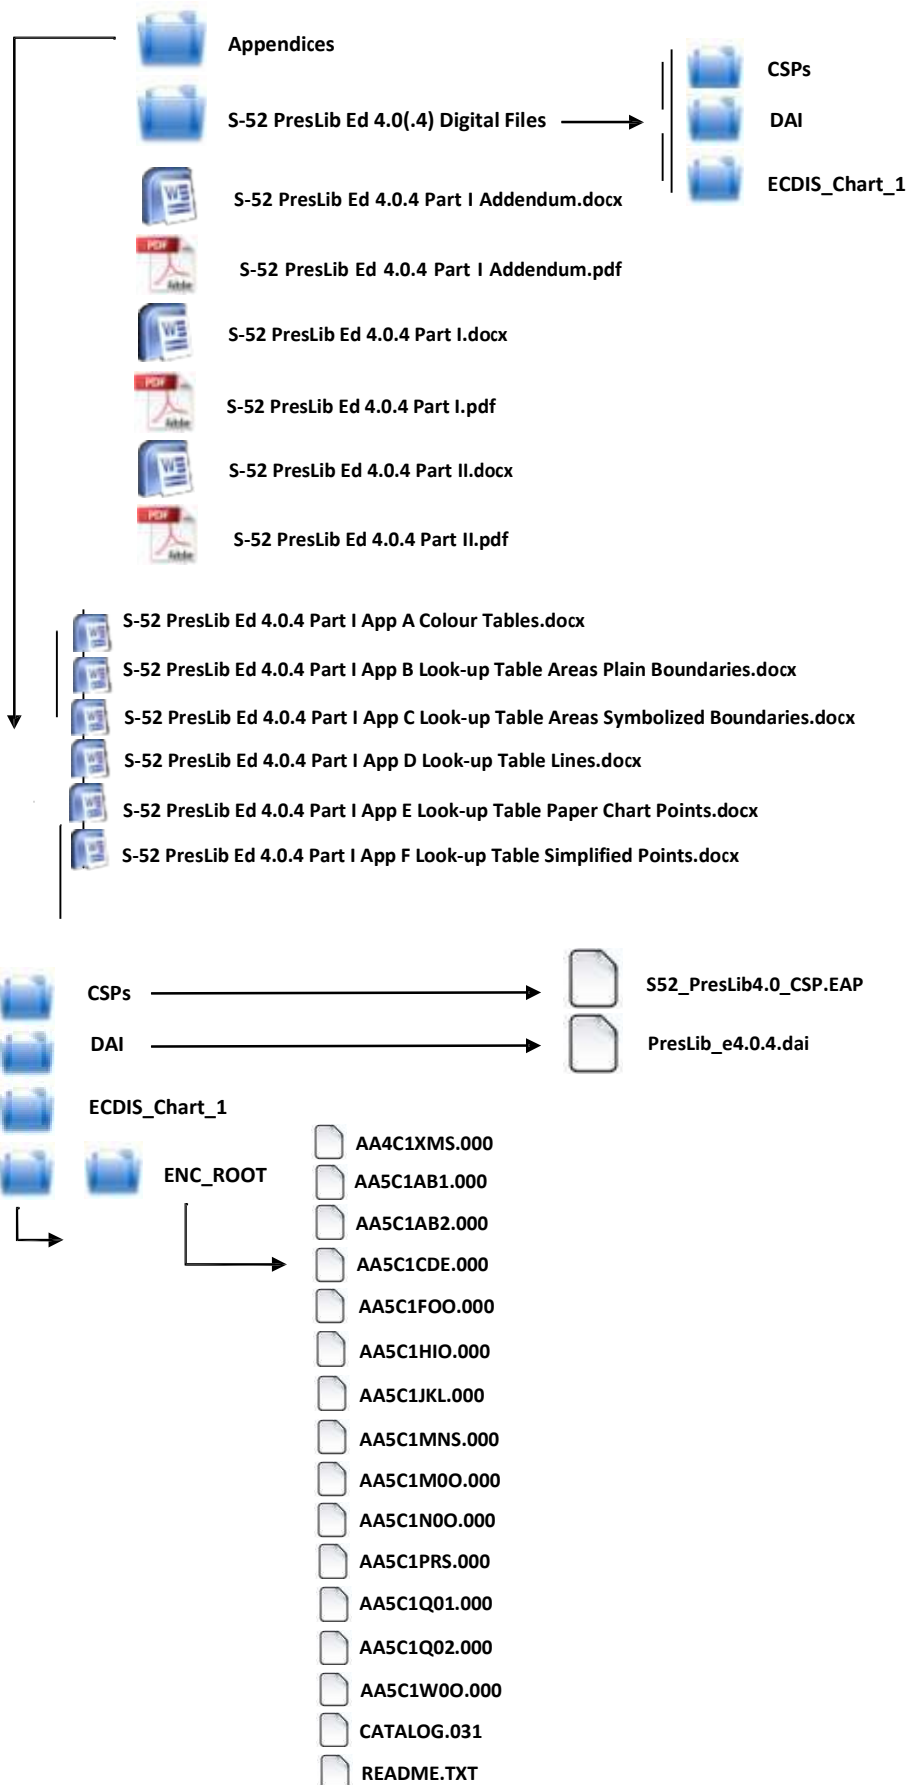 Appendices
S-52 PresLib Ed 4.0(.4) Digital Files
CSPs
DAI
ECDIS_Chart_1
S-52 PresLib Ed 4.0.4 Part I Addendum.docx
PDF
Adobe
S-52 PresLib Ed 4.0.4 Part I Addendum.pdf
S-52 PresLib Ed 4.0.4 Part I.docx
PDF
Adobe
S-52 PresLib Ed 4.0.4 Part I.pdf
S-52 PresLib Ed 4.0.4 Part II.docx
PDF
Adobe
S-52 PresLib Ed 4.0.4 Part II.pdf
S-52 PresLib Ed 4.0.4 Part I App A Colour Tables.docx
S-52 PresLib Ed 4.0.4 Part I App B Look-up Table Areas Plain Boundaries.docx
S-52 PresLib Ed 4.0.4 Part I App C Look-up Table Areas Symbolized Boundaries.docx
S-52 PresLib Ed 4.0.4 Part I App D Look-up Table Lines.docx
S-52 PresLib Ed 4.0.4 Part I App E Look-up Table Paper Chart Points.docx
S-52 PresLib Ed 4.0.4 Part I App F Look-up Table Simplified Points.docx
CSPs
S52_PresLib4.0_CSP.EAP
DAI
PresLib_e4.0.4.dai
ECDIS_Chart_1
ENC_ROOT
AA4C1XMS.000
AA5C1AB1.000
AA5C1AB2.000
AA5C1CDE.000
AA5C1FOO.000
AA5C1HIO.000
AA5C1JKL.000
AA5C1MNS.000
AA5C1M0O.000
AA5C1N0O.000
AA5C1PRS.000
AA5C1Q01.000
AA5C1Q02.000
AA5C1W0O.000
CATALOG.031
README.TXT